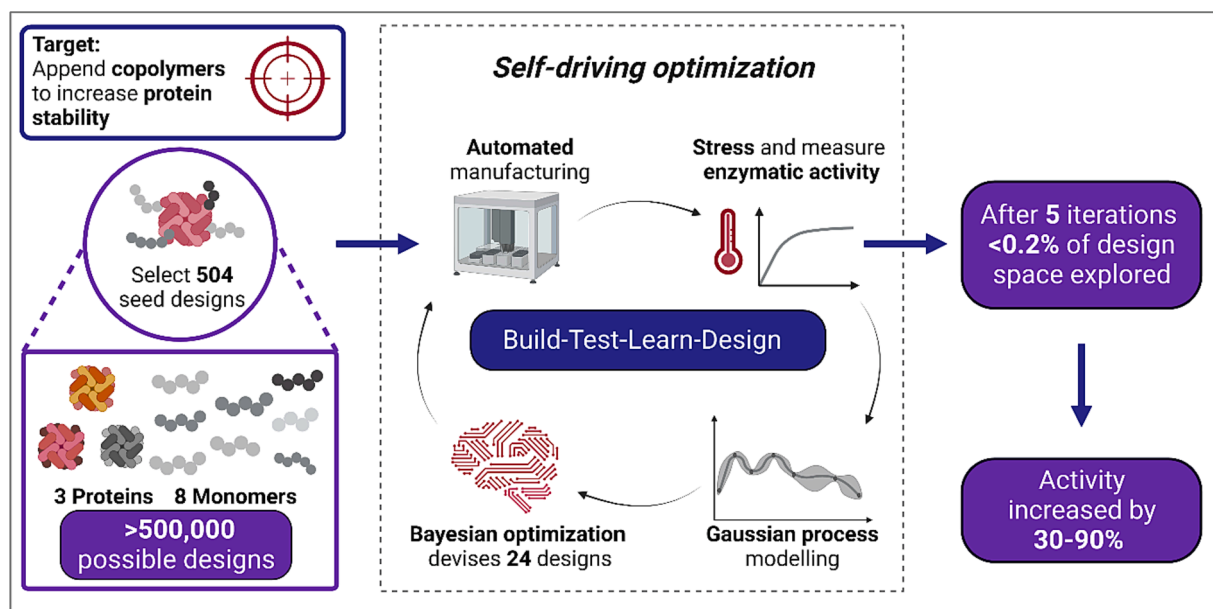 Target:
Append copolymers
to increase protein
stability
Select 504
seed designs
3 Proteins 8 Monomers
>500,000
possible designs
Self-driving optimization
Automated
manufacturing
Stress and measure
enzymatic activity
Build-Test-Learn-Design
Bayesian optimization
devises 24 designs
Gaussian process
modelling
After 5 iterations
<0.2% of design
space explored
Activity
increased by
30-90%